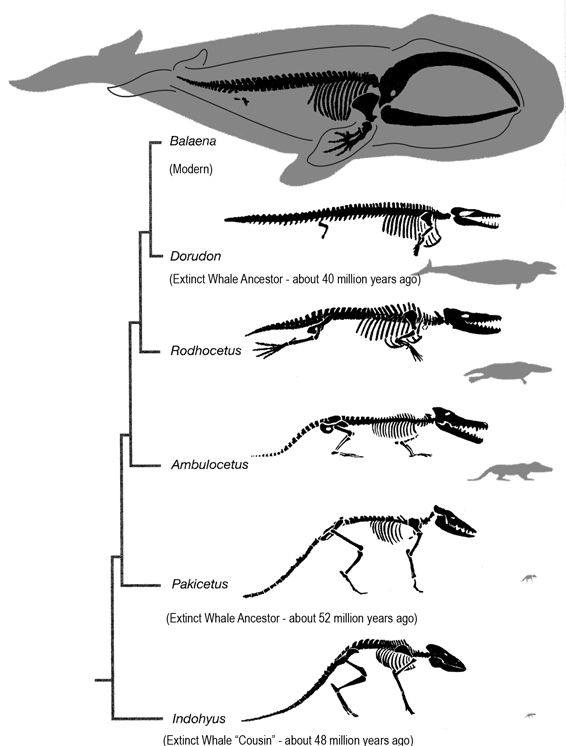 Balaena
(Modern)
Dorudon
(Extinct Whale Ancestor - about 40 million years ago)
Rodhocetus
Ambulocetus
Pakicetus
(Extinct Whale Ancestor - about 52 million years ago)
Indohyus
(Extinct Whale “Cousin” - about 48 million years ago)